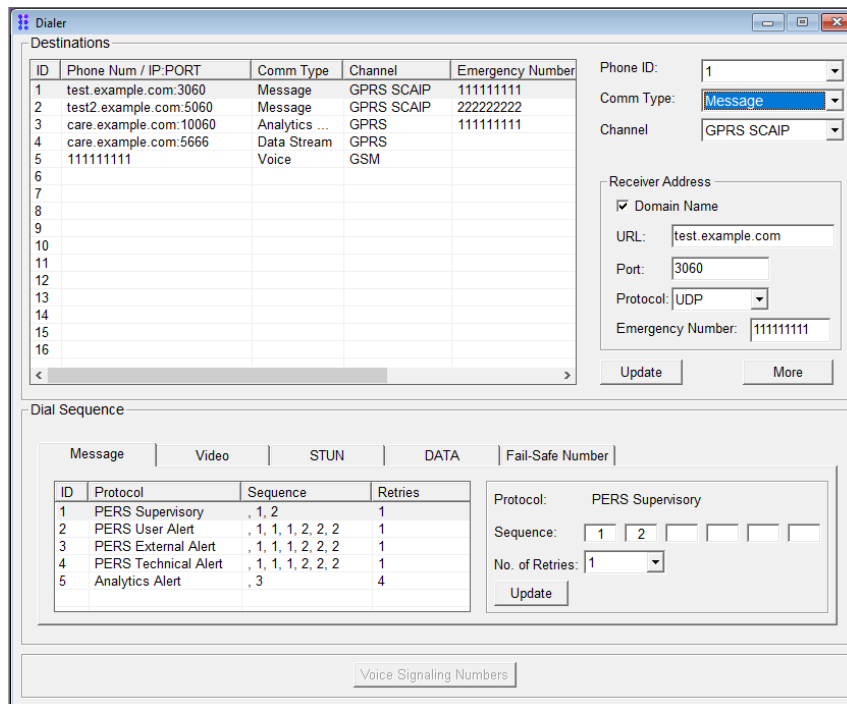 Dialer
Destinations
ID Phone Num / IP:PORT Comm Type Channel Emergency Number
1 test.example.com:3060 Message GPRS SCAIP 111111111
2 test2.example.com:5060 Message GPRS SCAIP 222222222
3 care.example.com:10060 Analytics ... GPRS 111111111
4 care.example.com:5666 Data Stream GPRS
5 111111111 Voice GSM
6
7
8
9
10
11
12
13
14
15
16
Phone ID: 1
Comm Type: Message
Channel GPRS SCAIP
Receiver Address
Domain Name
URL: test.example.com
Port: 3060
Protocol: UDP
Emergency Number: 111111111
Update More
Dial Sequence
Message Video STUN DATA Fail-Safe Number
ID Protocol Sequence Retries
1 PERS Supervisory , 1, 2 1
2 PERS User Alert , 1, 1, 1, 2, 2, 2 1
3 PERS External Alert , 1, 1, 1, 2, 2, 2 1
4 PERS Technical Alert , 1, 1, 1, 2, 2, 2 1
5 Analytics Alert , 3 4
Protocol: PERS Supervisory
Sequence: 1 2
No. of Retries: 1
Update
Voice Signaling Numbers